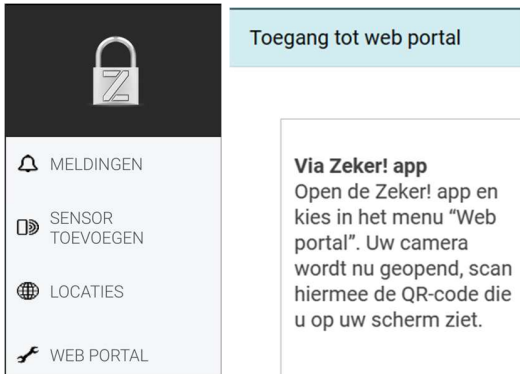 Z
MELDINGEN
SENSOR
TOEVOEGEN
LOCATIES
WEB PORTAL
Toegang tot web portal
Via Zeker! app
Open de Zeker! app en
kies in het menu “Web
portal”. Uw camera
wordt nu geopend, scan
hiermee de QR-code die
u op uw scherm ziet.